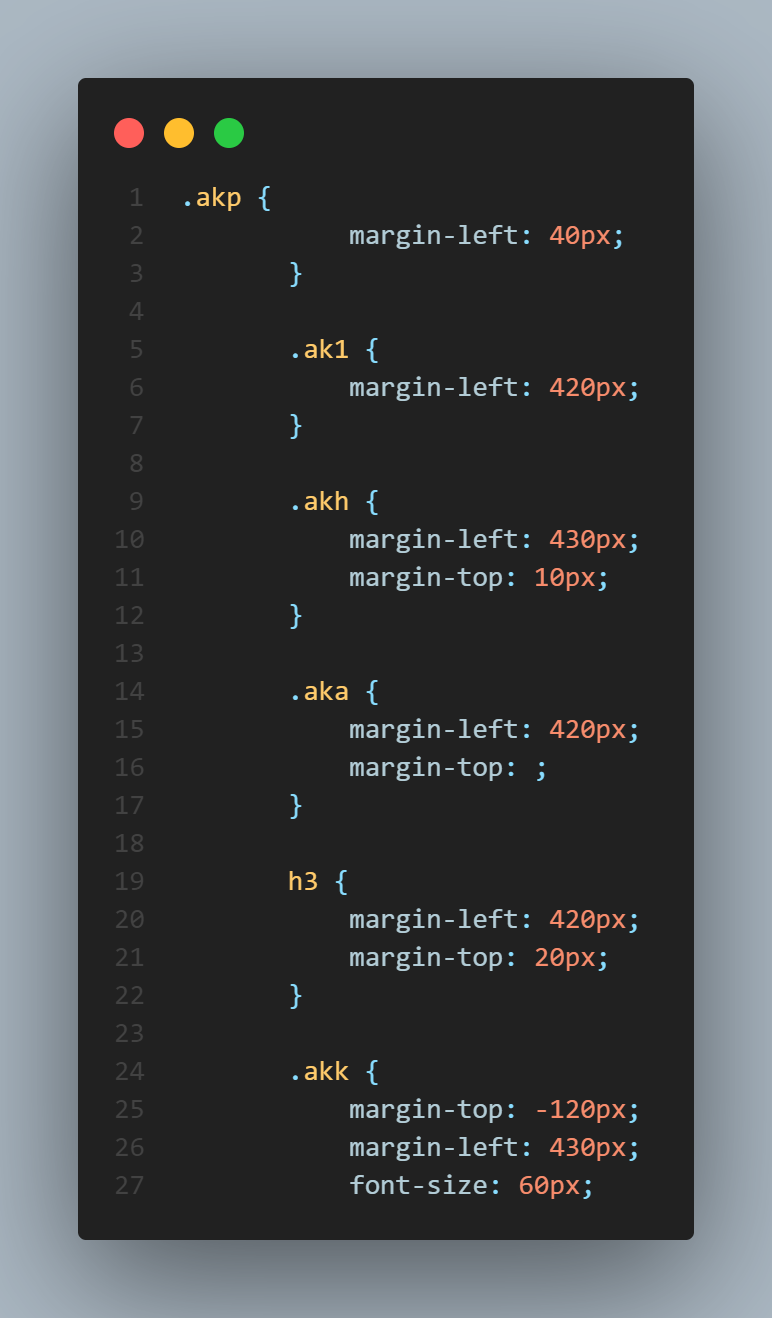 1 .akp {
2 margin-left: 40px;
3 }
4
5 .ak1 {
6 margin-left: 420px;
7 }
8
9 .akh {
10 margin-left: 430px;
11 margin-top: 10px;
12 }
13
14 .aka {
15 margin-left: 420px;
16 margin-top: ;
17 }
18
19 h3 {
20 margin-left: 420px;
21 margin-top: 20px;
22 }
23
24 .akk {
25 margin-top: -120px;
26 margin-left: 430px;
27 font-size: 60px;